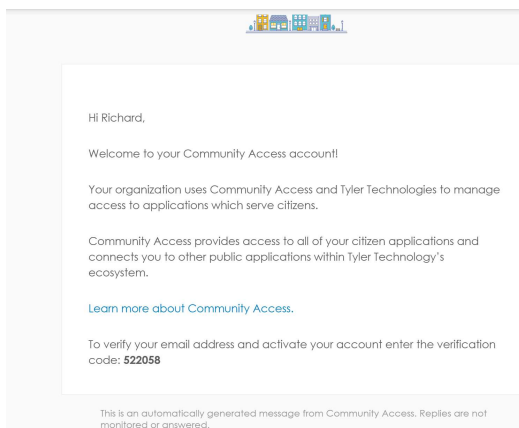 Hi Richard,
Welcome to your Community Access account!
Your organization uses Community Access and Tyler Technologies to manage
access to applications which serve citizens.
Community Access provides access to all of your citizen applications and
connects you to other public applications within Tyler Technology's
ecosystem.
Learn more about Community Access.
To verify your email address and activate your account enter the verification
code: 522058
This is an automatically generated message from Community Access. Replies are not
monitored or answered.